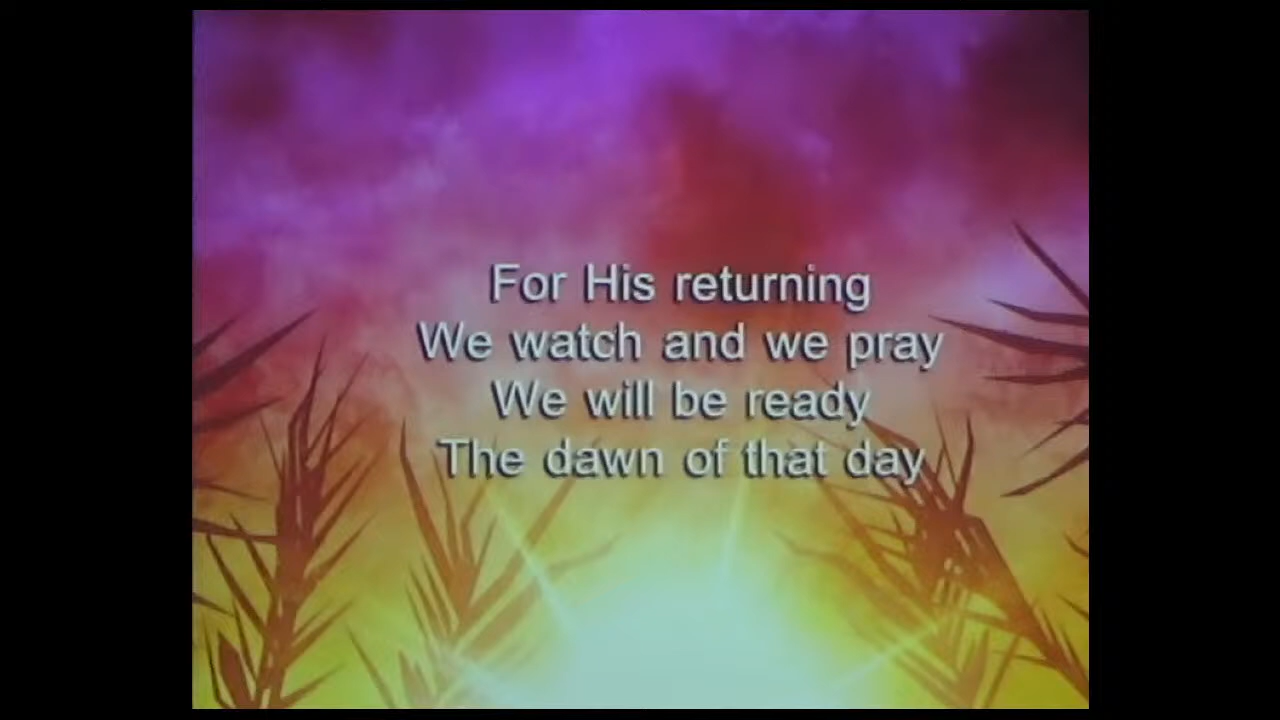 For His returning
We watch and we pray
We will be ready
The dawn of that day